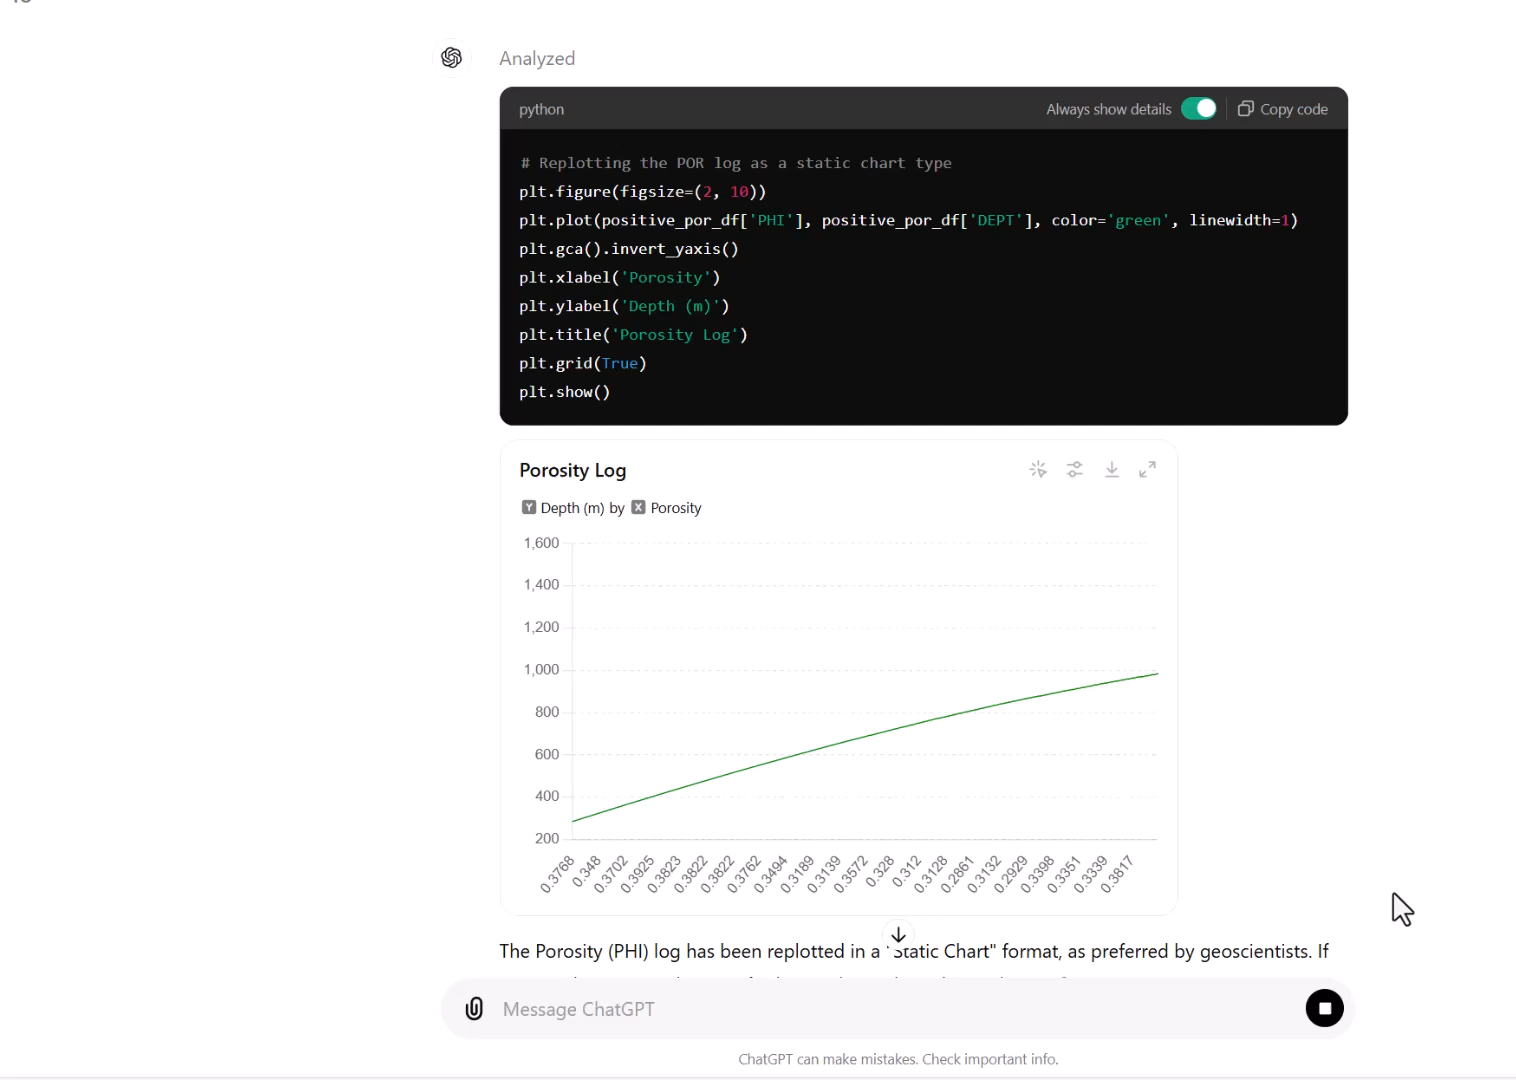 Analyzed
python
Always show details
Copy code
# Replotting the POR log as a static chart type
plt.figure(figsize=(2, 10))
plt.plot(positive_por_df['PHI'], positive_por_df['DEPT'], color='green', linewidth=1)
plt.gca().invert_yaxis()
plt.xlabel('Porosity')
plt.ylabel('Depth (m)')
plt.title('Porosity Log')
plt.grid(True)
plt.show()
Porosity Log
Y Depth (m) by X Porosity
1,600
1,400
1,200
1,000
800
600
400
200
0.3768
0.348
0.3702
0.3925
0.3823
0.3822
0.3822
0.3762
0.3494
0.3189
0.3139
0.3572
0.328
0.312
0.3128
0.2861
0.3132
0.2929
0.3398
0.3351
0.3339
0.3817
The Porosity (PHI) log has been replotted in a "Static Chart" format, as preferred by geoscientists. If
Message ChatGPT
ChatGPT can make mistakes. Check important info.